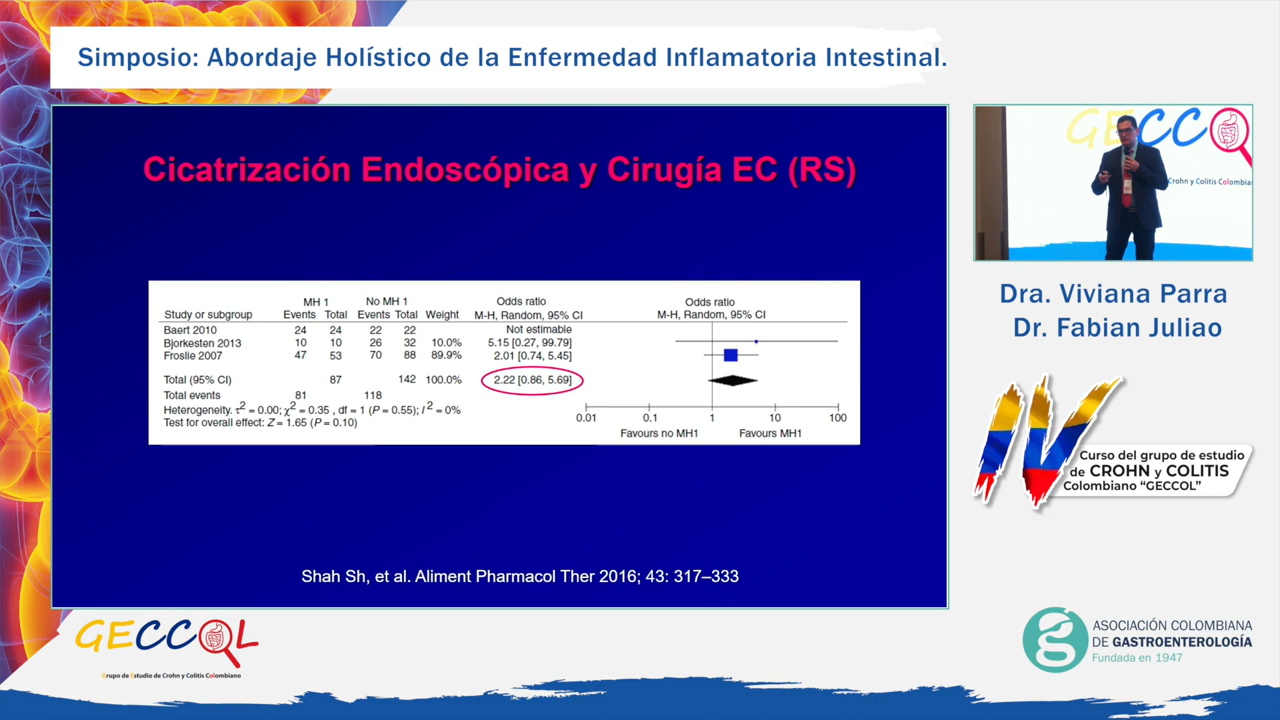 Simposio: Abordaje Holístico de la Enfermedad Inflamatoria Intestinal.
Cicatrización Endoscópica y Cirugía EC (RS)
MH 1 No MH 1 Odds ratio Odds ratio
Study or subgroup Events Total Events Total Weight M-H, Random, 95% CI M-H, Random, 95% CI
Baert 2010 24 24 22 22 Not estimable
Bjorkesten 2013 10 10 26 32 10.0% 5.15 [0.27, 99.79]
Froslie 2007 47 53 70 88 89.9% 2.01 [0.74, 5.45]
Total (95% CI) 87 142 100.0% 2.22 [0.86, 5.69]
Total events 81 118
Heterogeneity. τ2 = 0.00; χ2 = 0.35 , df = 1 (P = 0.55); I 2 = 0%
Test for overall effect: Z = 1.65 (P = 0.10)
0.01 0.1 1 10 100
Favours no MH1 Favours MH1
Shah Sh, et al. Aliment Pharmacol Ther 2016; 43: 317–333
GECC
Crohn y Colitis Colombia
Dra. Viviana Parra
Dr. Fabian Juliao
IV
Curso del grupo de estudio
de CROHN y COLITIS
Colombiano “GECCOL”
GECCOL
Grupo de Estudio de Crohn y Colitis Colombiano
ASOCIACIÓN COLOMBIANA
DE GASTROENTEROLOGÍA
Fundada en 1947